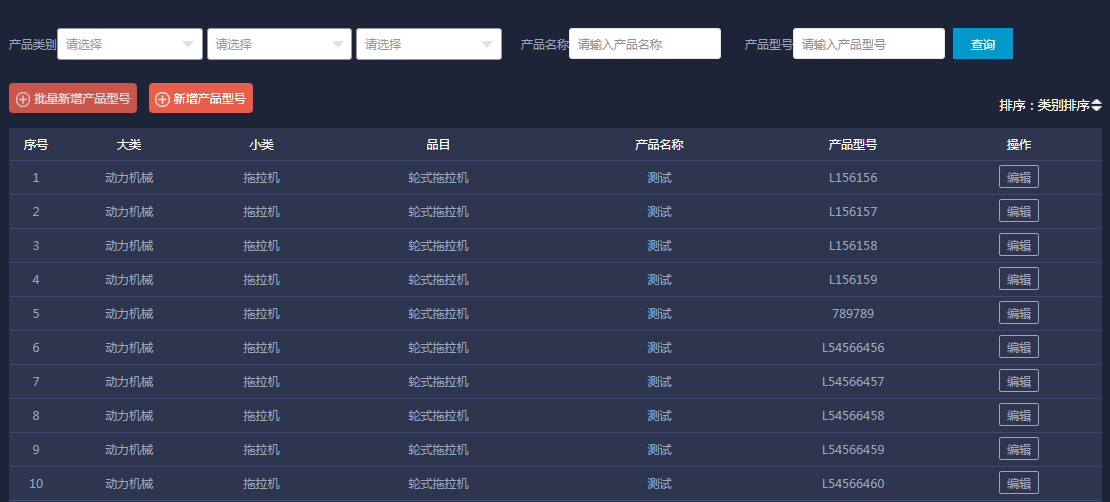 产品类别 请选择 请选择 请选择 产品名称 请输入产品名称 产品型号 请输入产品型号 查询
批量新增产品型号 新增产品型号
排序：类别排序
序号 大类 小类 品目 产品名称 产品型号 操作
1 动力机械 拖拉机 轮式拖拉机 测试 L156156 编辑
2 动力机械 拖拉机 轮式拖拉机 测试 L156157 编辑
3 动力机械 拖拉机 轮式拖拉机 测试 L156158 编辑
4 动力机械 拖拉机 轮式拖拉机 测试 L156159 编辑
5 动力机械 拖拉机 轮式拖拉机 测试 789789 编辑
6 动力机械 拖拉机 轮式拖拉机 测试 L54566456 编辑
7 动力机械 拖拉机 轮式拖拉机 测试 L54566457 编辑
8 动力机械 拖拉机 轮式拖拉机 测试 L54566458 编辑
9 动力机械 拖拉机 轮式拖拉机 测试 L54566459 编辑
10 动力机械 拖拉机 轮式拖拉机 测试 L54566460 编辑